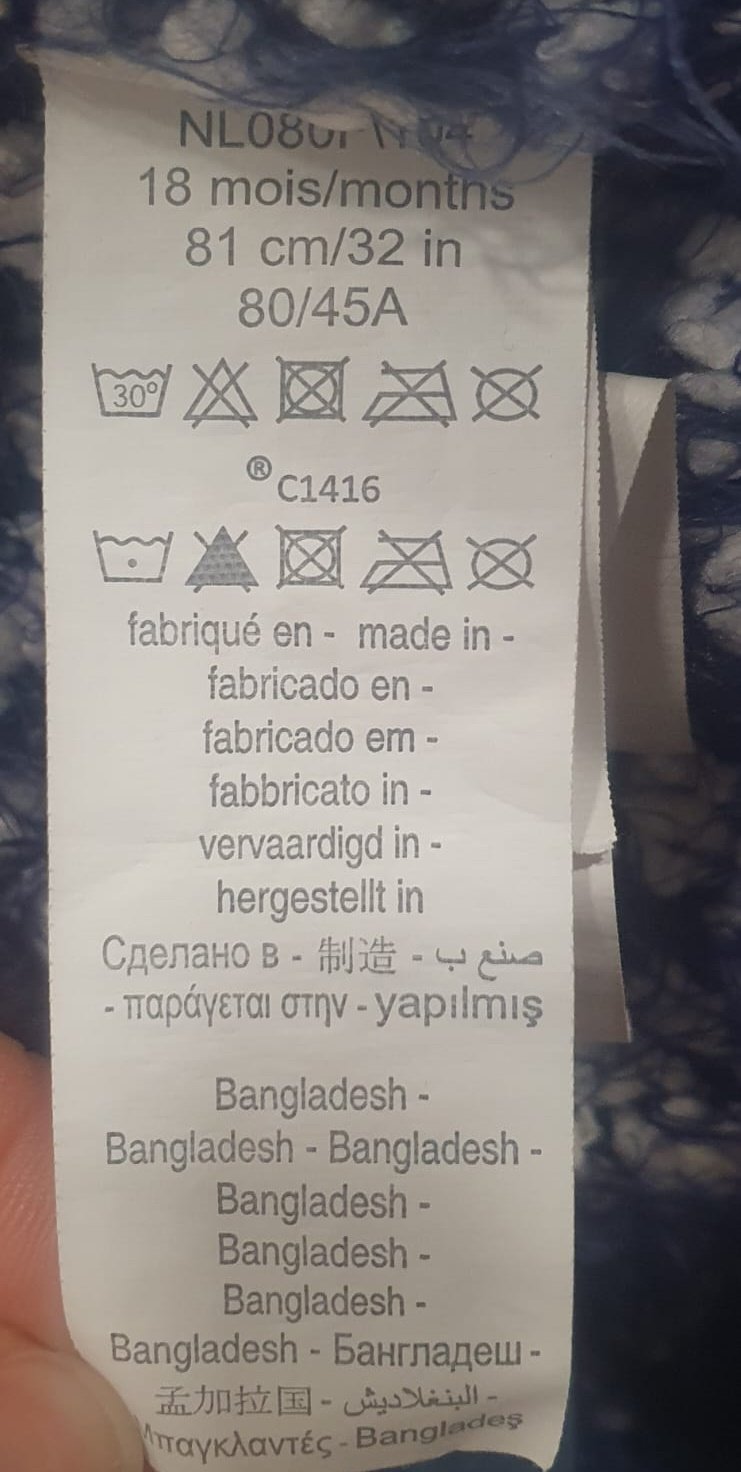 18 mois/months
81 cm/32 in
80/45A
30°
® C1416
fabriqué en - made in -
fabricado en -
fabricado em -
fabbricato in -
vervaardigd in -
hergestellt in
Сделано в - 制造 - صنع ب
- παράγεται στην - yapılmış
Bangladesh -
Bangladesh - Bangladesh -
Bangladesh -
Bangladesh -
Bangladesh -
Bangladesh - Бангладеш -
孟加拉国 - البنغلاديش -
Μπαγκλαντές - Bangladeş